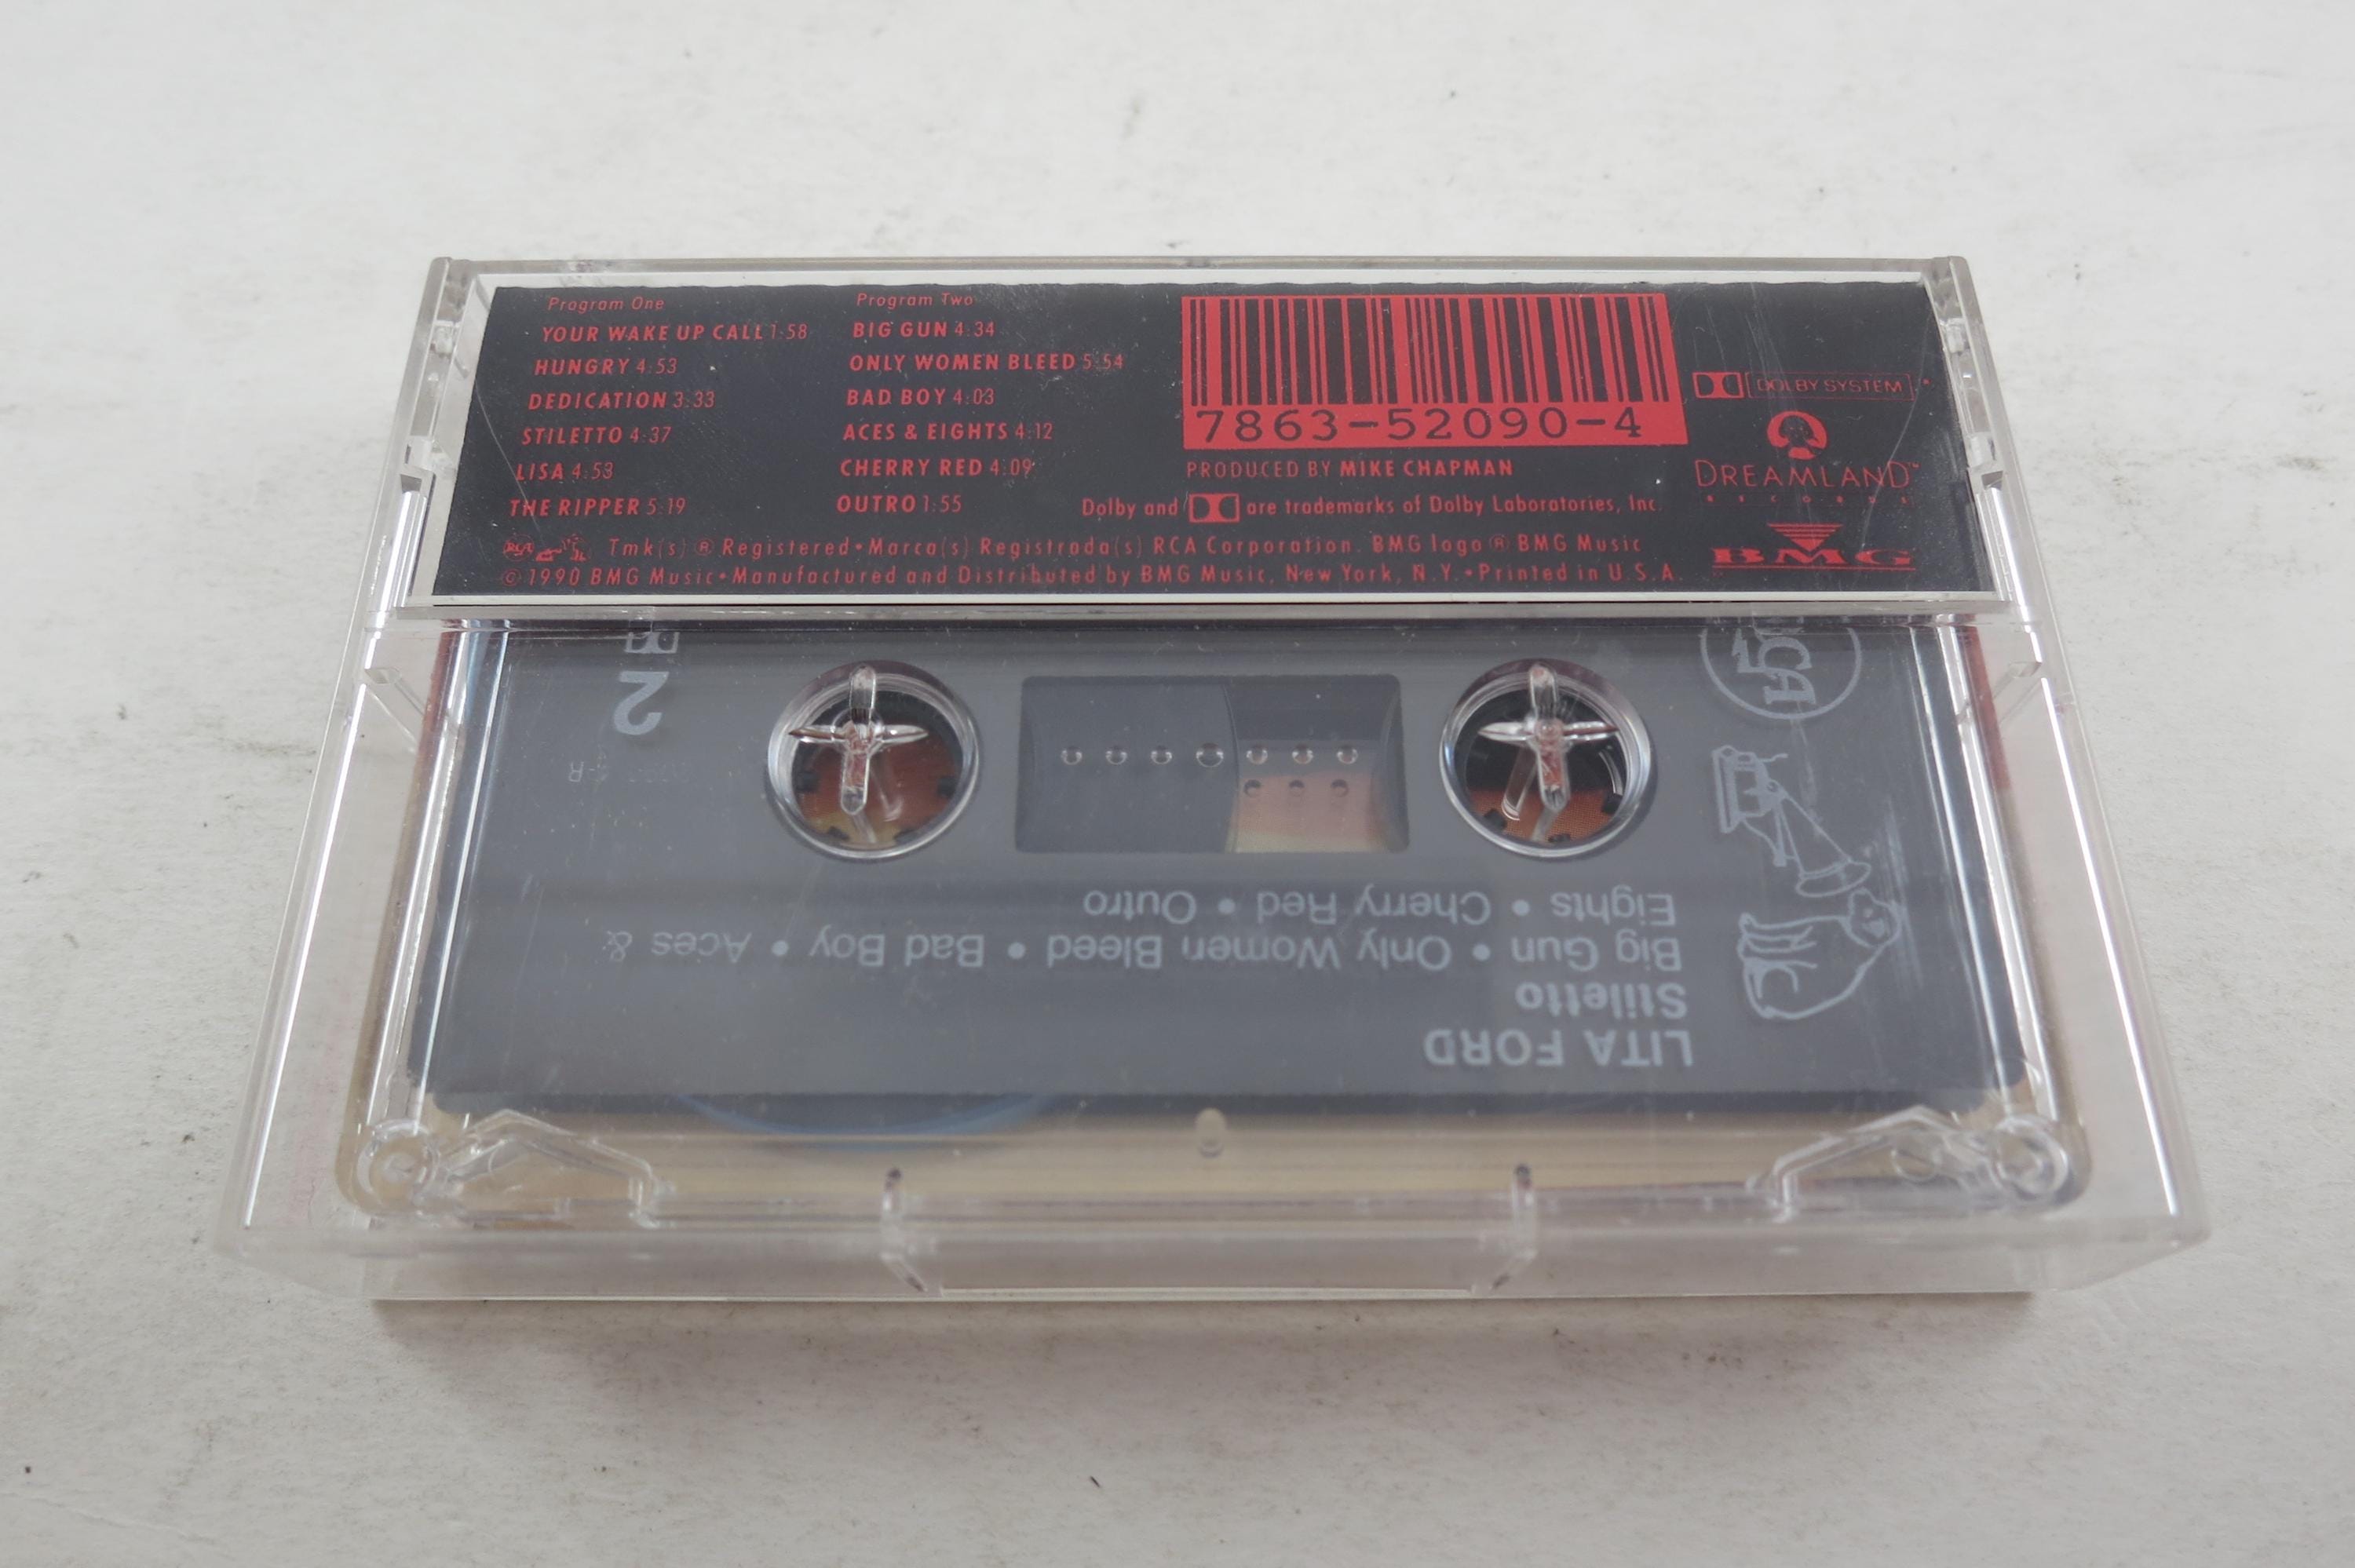 Program One
YOUR WAKE UP CALL 1:58
HUNGRY 4:53
DEDICATION 3:33
STILETTO 4:37
LISA 4:53
THE RIPPER 5:19
Program Two
BIG GUN 4:34
ONLY WOMEN BLEED 5:54
BAD BOY 4:03
ACES & EIGHTS 4:12
CHERRY RED 4:09
OUTRO 1:55
7863-52090-4
PRODUCED BY MIKE CHAPMAN
Dolby and are trademarks of Dolby Laboratories, Inc.
DOLBY SYSTEM
DREAMLAND™
RECORDS
BMG
Tmk(s) ® Registered • Marca(s) Registrada(s) RCA Corporation. BMG logo ® BMG Music
© 1990 BMG Music • Manufactured and Distributed by BMG Music, New York, N.Y. • Printed in U.S.A.
LITA FORD
Stiletto
Big Gun • Only Women Bleed • Bad Boy • Aces &
Eights • Cherry Red • Outro
2
RCA